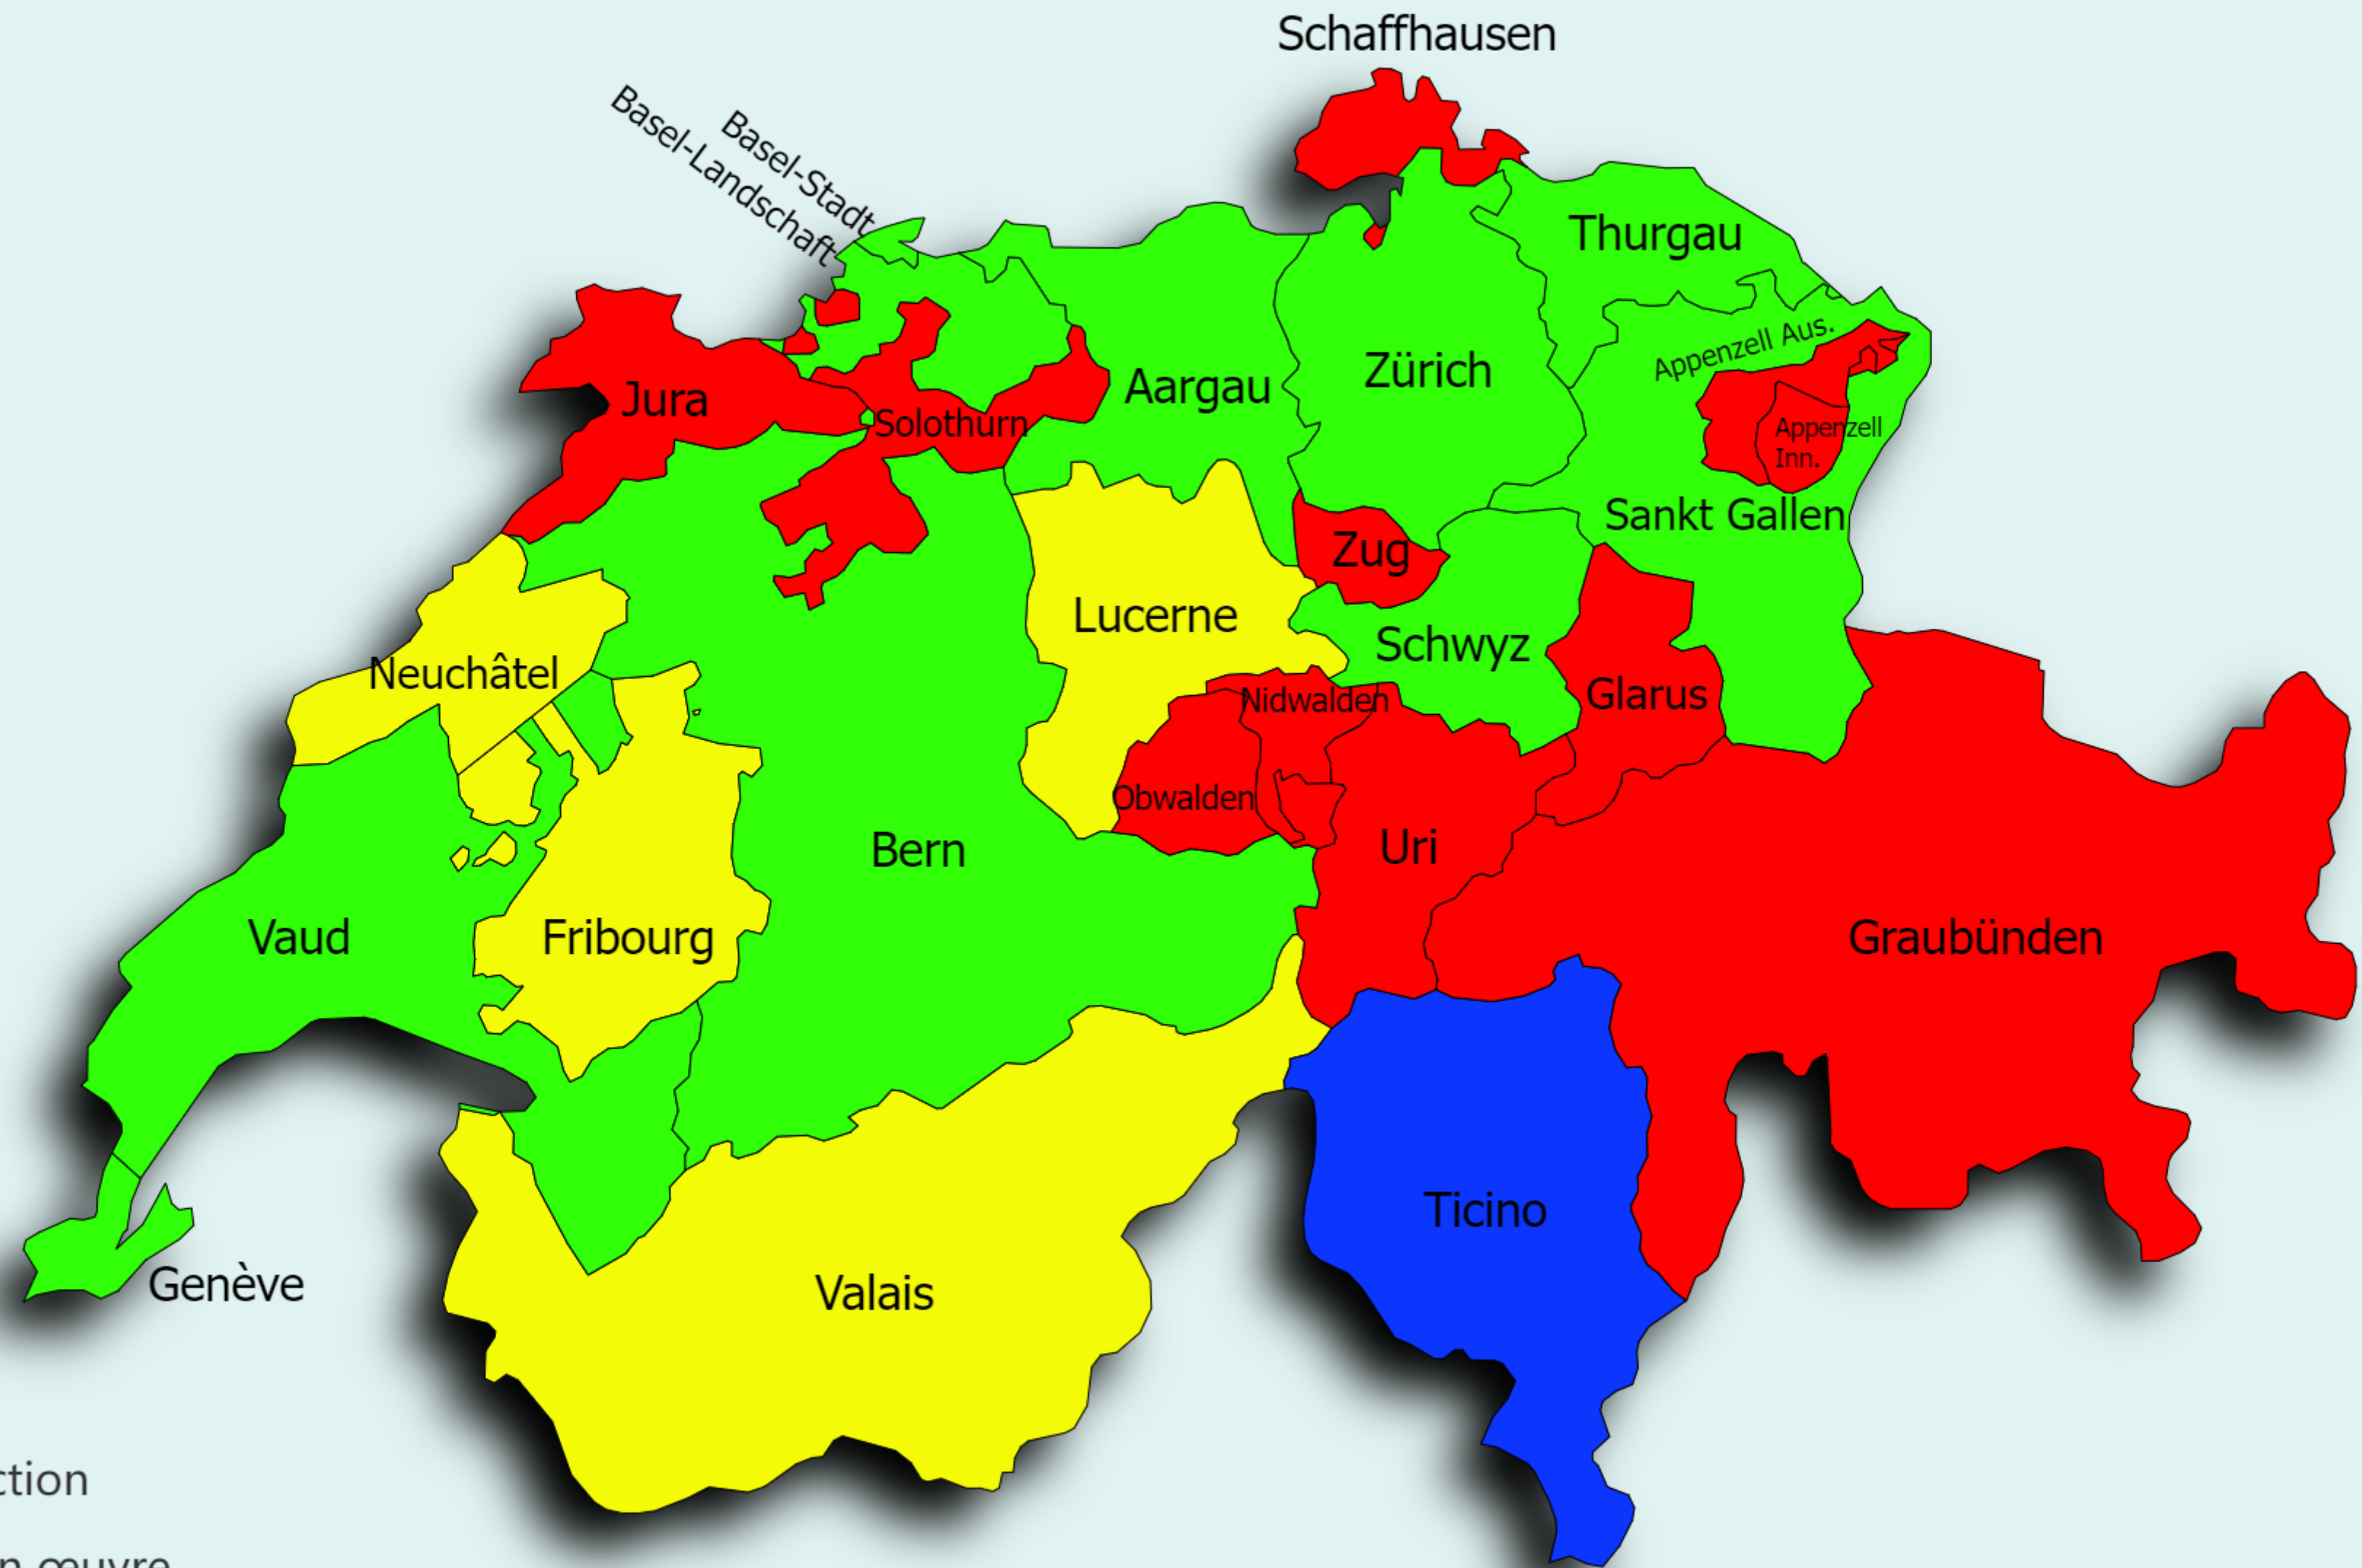 Schaffhausen
Basel-Stadt
Basel-Landschaft
Thurgau
Appenzell Aus.
Zürich
Aargau
Jura
Solothurn
Appenzell
Inn.
Sankt Gallen
Zug
Lucerne
Schwyz
Neuchâtel
Glarus
Nidwalden
Obwalden
Uri
Bern
Vaud
Fribourg
Graubünden
Ticino
Genève
Valais